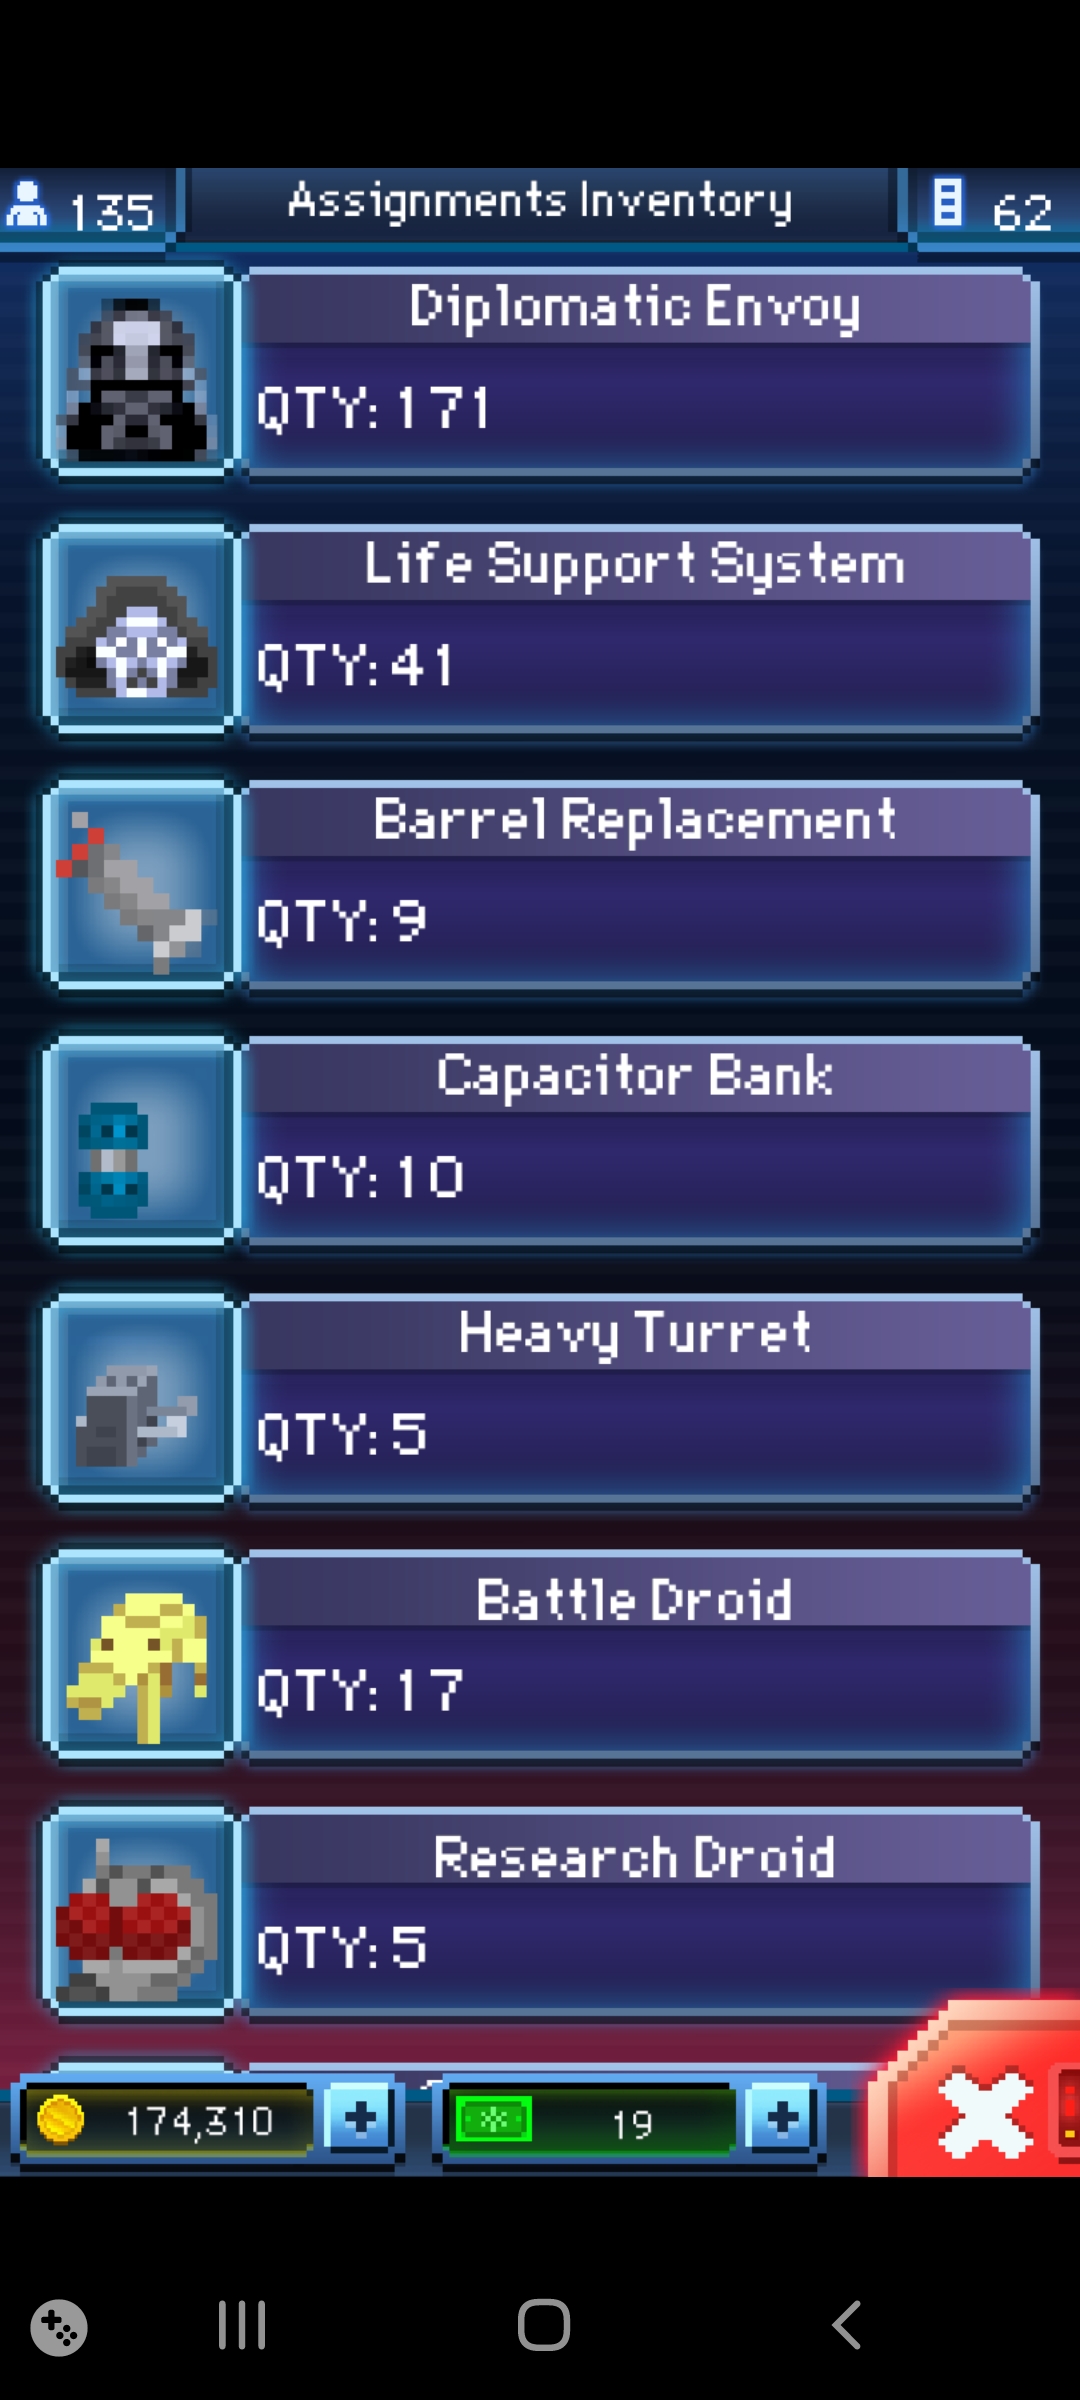 135
Assignments Inventory
62
Diplomatic Envoy
QTY: 171
Life Support System
QTY: 41
Barrel Replacement
QTY: 9
Capacitor Bank
QTY: 10
Heavy Turret
QTY: 5
Battle Droid
QTY: 17
Research Droid
QTY: 5
174,310
19